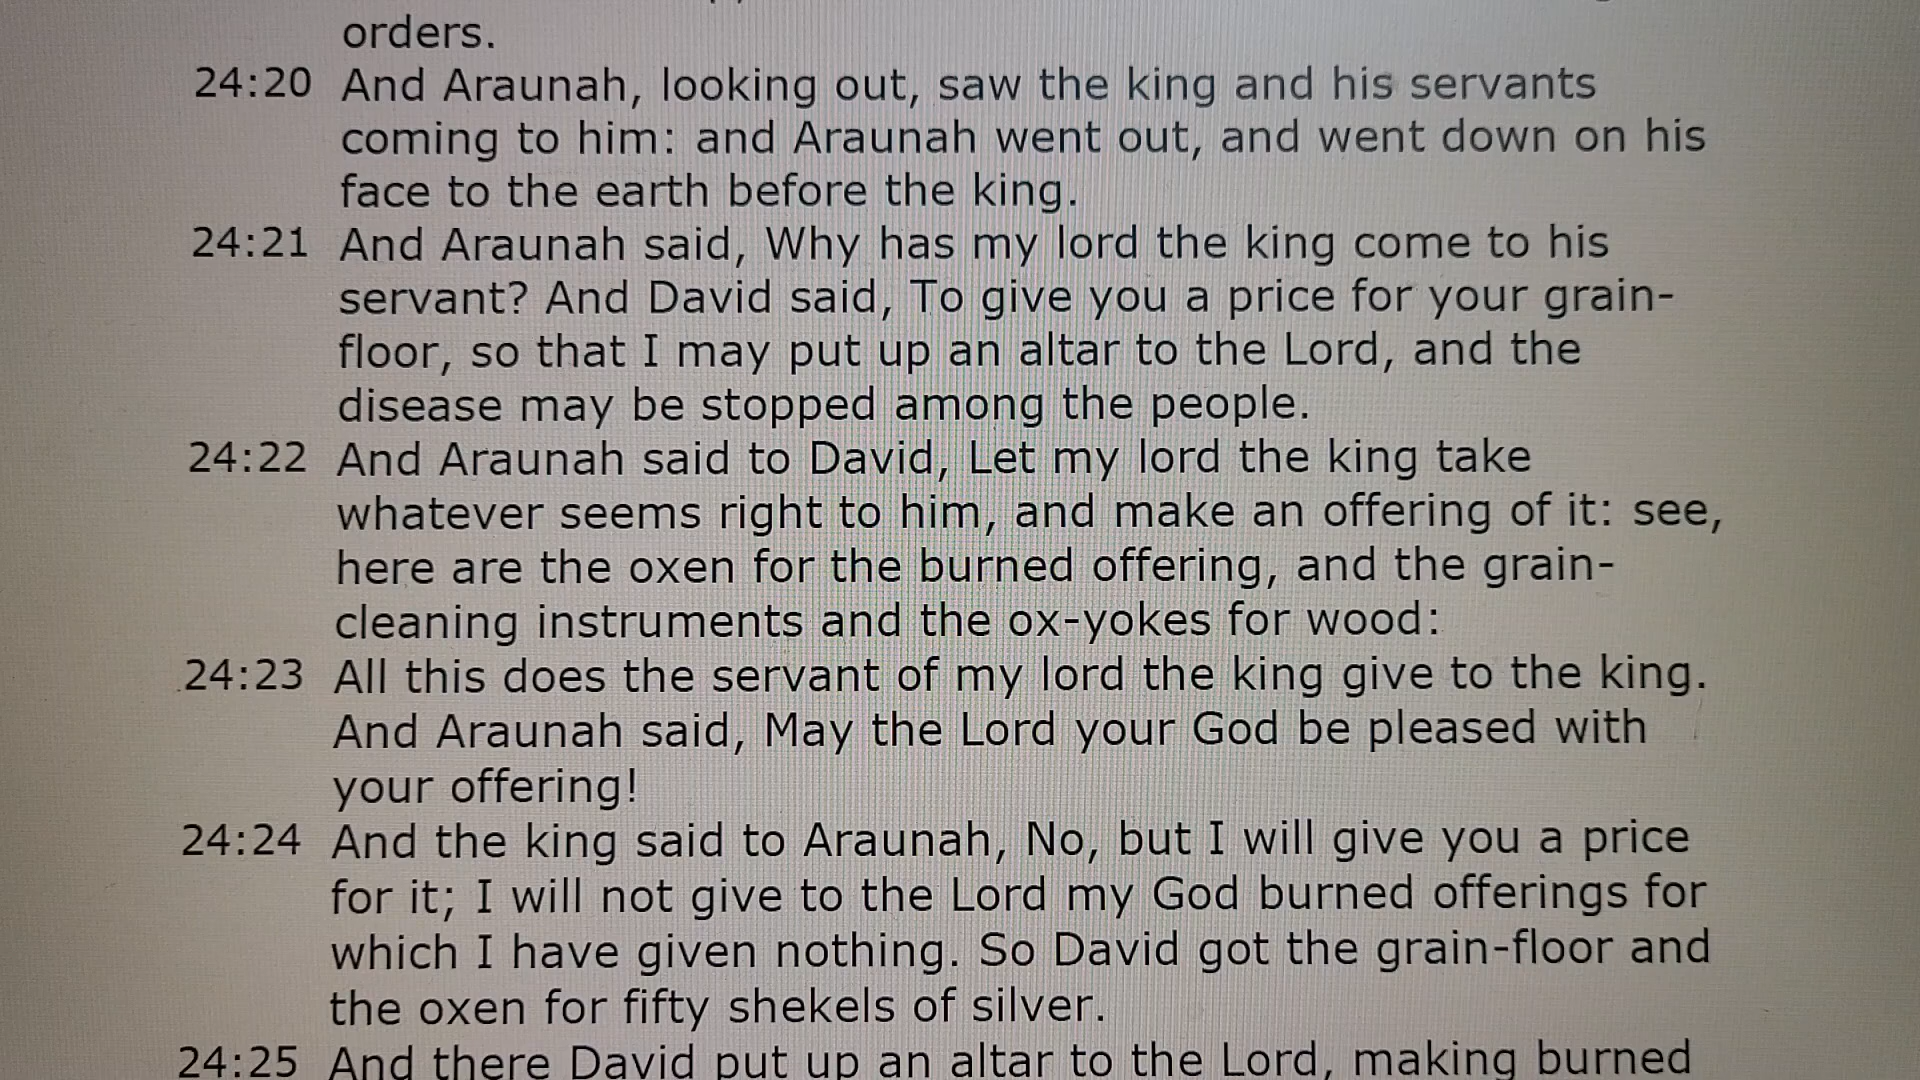 orders.
24:20 And Araunah, looking out, saw the king and his servants
coming to him: and Araunah went out, and went down on his
face to the earth before the king.
24:21 And Araunah said, Why has my lord the king come to his
servant? And David said, To give you a price for your grain-
floor, so that I may put up an altar to the Lord, and the
disease may be stopped among the people.
24:22 And Araunah said to David, Let my lord the king take
whatever seems right to him, and make an offering of it: see,
here are the oxen for the burned offering, and the grain-
cleaning instruments and the ox-yokes for wood:
24:23 All this does the servant of my lord the king give to the king.
And Araunah said, May the Lord your God be pleased with
your offering!
24:24 And the king said to Araunah, No, but I will give you a price
for it; I will not give to the Lord my God burned offerings for
which I have given nothing. So David got the grain-floor and
the oxen for fifty shekels of silver.
24:25 And there David put up an altar to the Lord, making burned